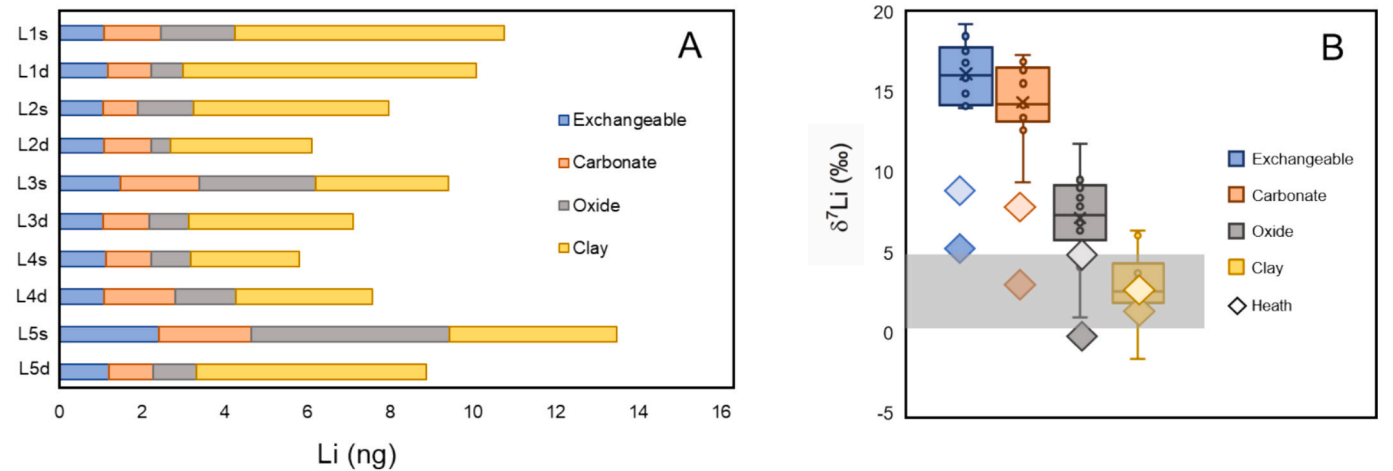 A
L1s
L1d
L2s
L2d
L3s
L3d
L4s
L4d
L5s
L5d
Exchangeable
Carbonate
Oxide
Clay
0 2 4 6 8 10 12 14 16
Li (ng)
B
20
15
10
5
0
-5
δ⁷Li (‰)
Exchangeable
Carbonate
Oxide
Clay
Heath